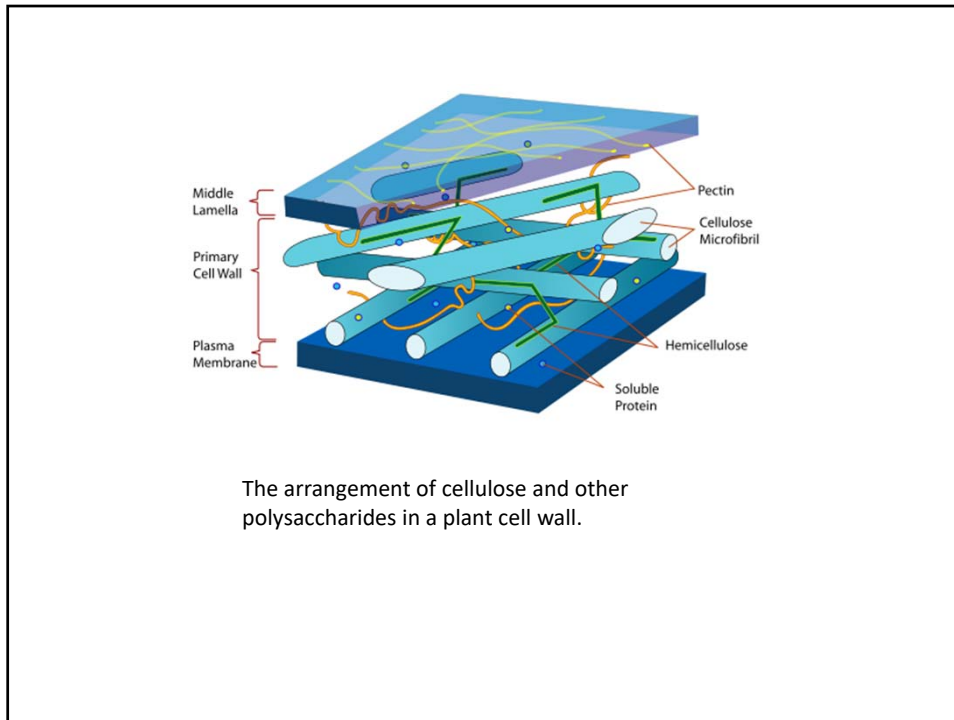 Middle
Lamella
Primary
Cell Wall
Plasma
Membrane
Pectin
Cellulose
Microfibril
Hemicellulose
Soluble
Protein
The arrangement of cellulose and other
polysaccharides in a plant cell wall.